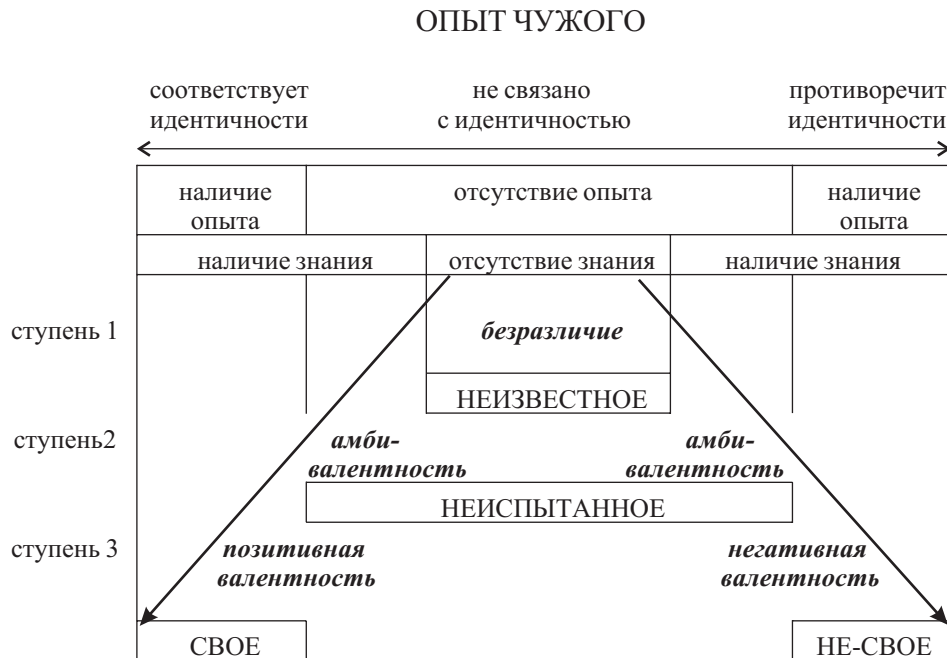 ОПЫТ ЧУЖОГО
соответствует не связано противоречит
идентичности с идентичностью идентичности
наличие отсутствие опыта наличие
опыта опыта
наличие знания отсутствие знания наличие знания
ступень 1 безразличие
НЕИЗВЕСТНОЕ
ступень2 амби- амби-
валентность валентность
НЕИСПЫТАННОЕ
ступень 3 позитивная негативная
валентность валентность
СВОЕ НЕ-СВОЕ